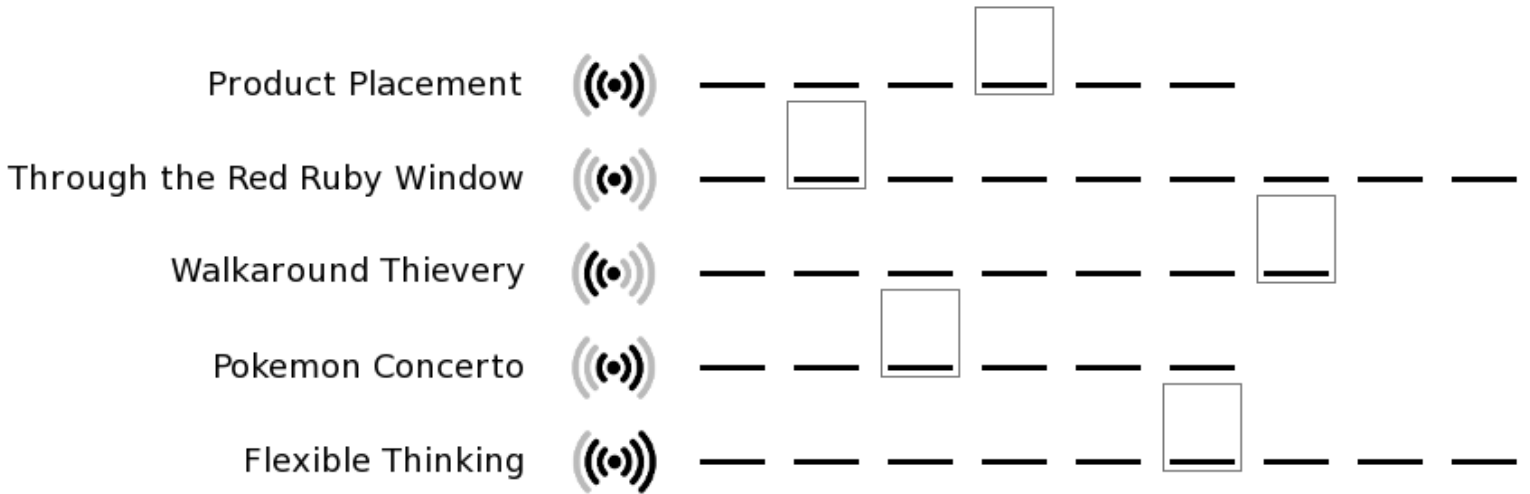 Product Placement
Through the Red Ruby Window
Walkaround Thievery
Pokemon Concerto
Flexible Thinking